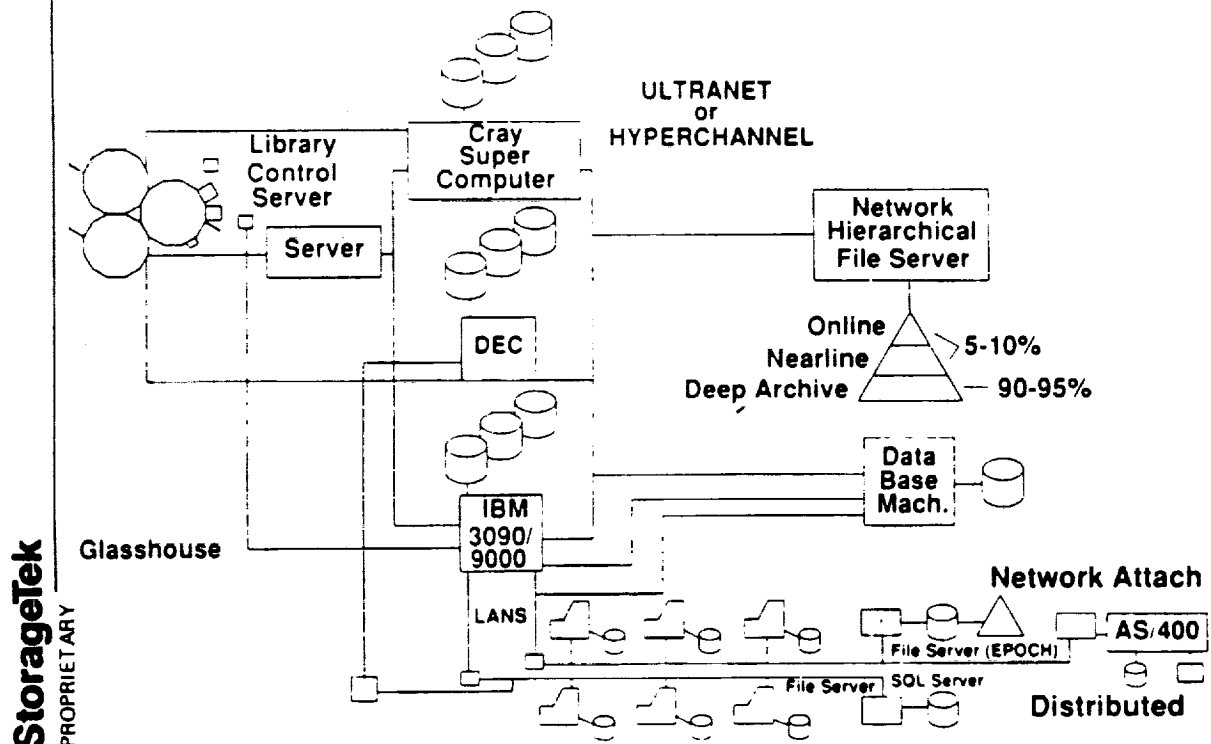 StorageTek
PROPRIETARY
ULTRANET
or
HYPERCHANNEL
Library
Control
Server
Cray
Super
Computer
Server
Network
Hierarchical
File Server
DEC
Online
Nearline
Deep Archive
5-10%
90-95%
Data
Base
Mach.
IBM
3090/
9000
Glasshouse
LANS
Network Attach
AS/400
File Server (EPOCH)
File Server
SQL Server
Distributed